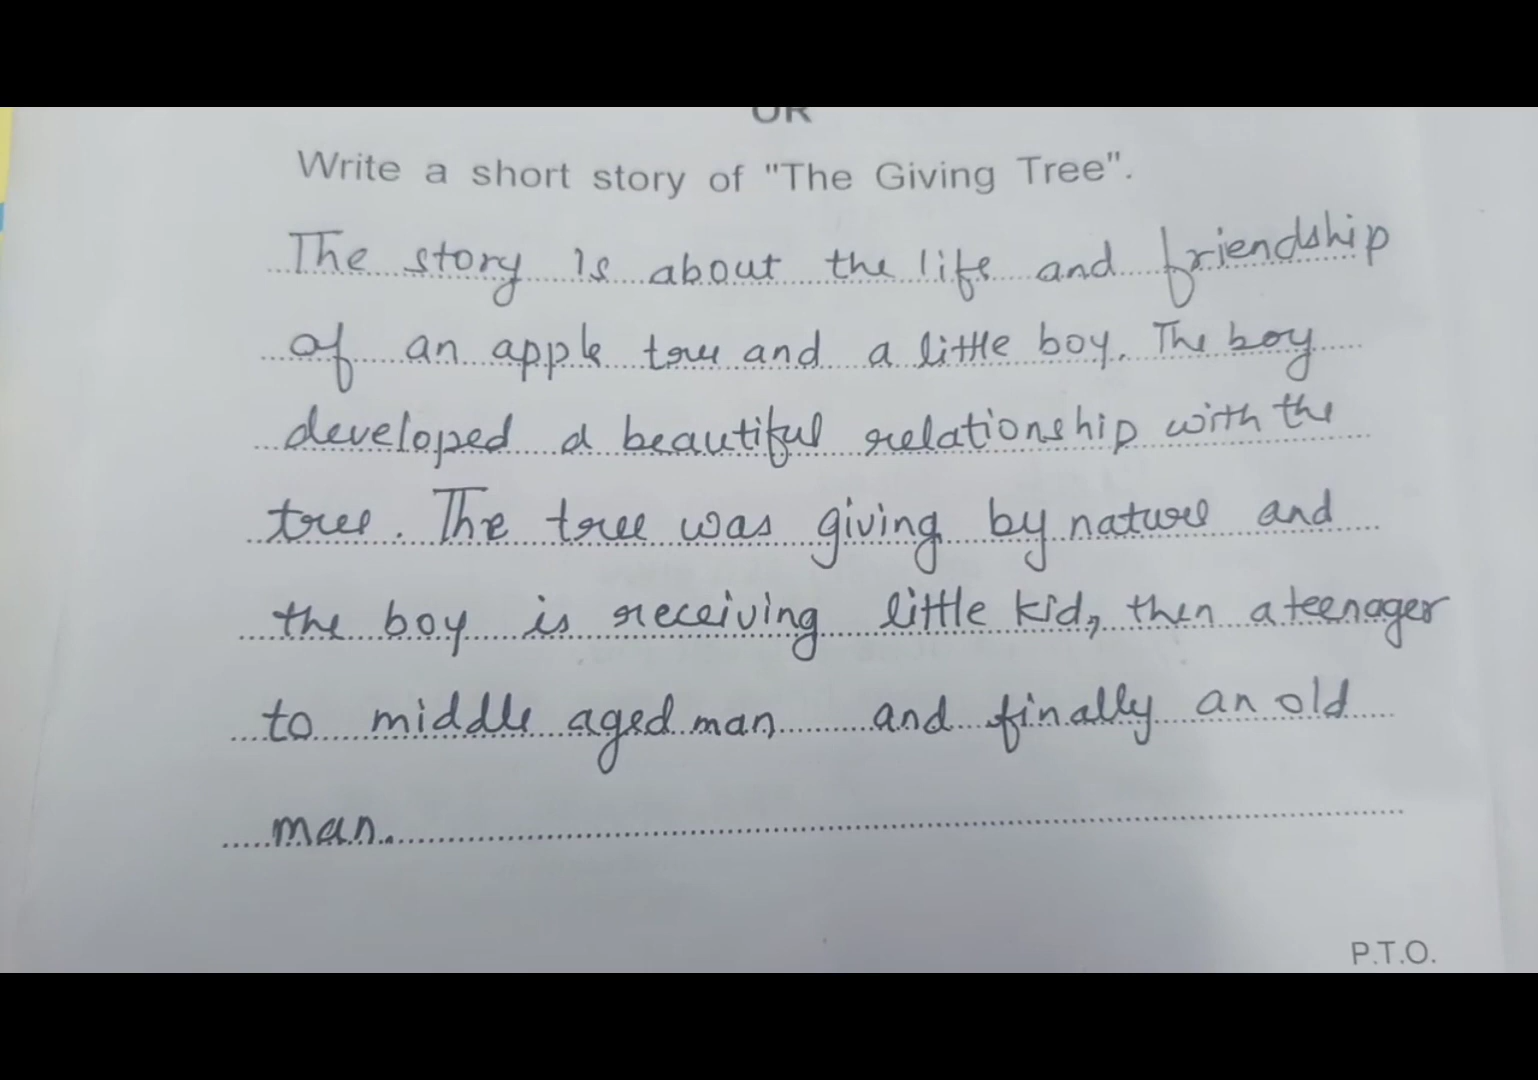 OR
Write a short story of "The Giving Tree".
The story is about the life and friendship
of an apple tree and a little boy. The boy
developed a beautiful relationship with the
tree. The tree was giving by nature and
the boy is receiving little kid, then a teenager
to middle aged man and finally an old
man.
P.T.O.